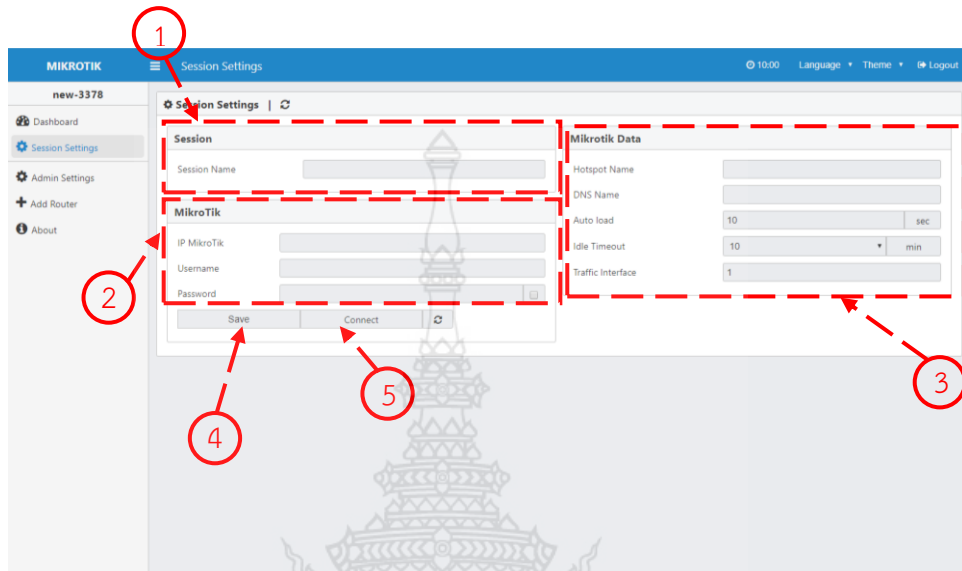 1
MIKROTIK Session Settings 10:00 Language Theme Logout
new-3378
Dashboard
Session Settings
Admin Settings
Add Router
About
Session Settings |
Session
Session Name
MikroTik
IP MikroTik
Username
Password
Save Connect
Mikrotik Data
Hotspot Name
DNS Name
Auto load 10 sec
Idle Timeout 10 min
Traffic Interface 1
2
3
4
5